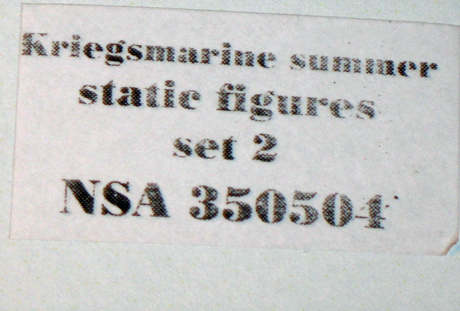 Kriegsmarine summer
static figures
set 2
NSA 350504